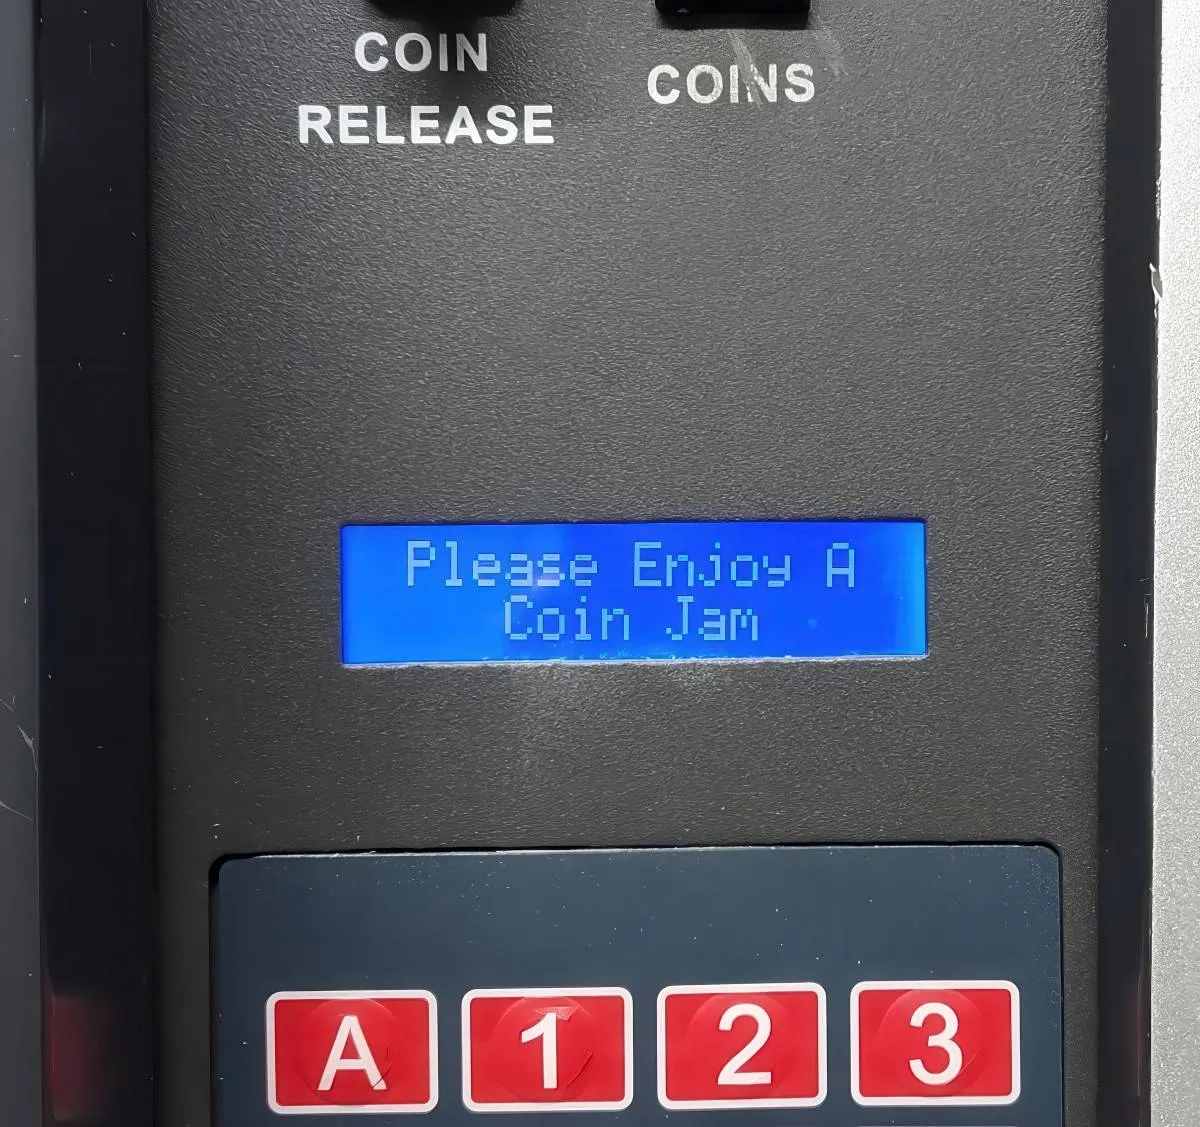 COIN
RELEASE
COINS
Please Enjoy A
Coin Jam
A 1 2 3